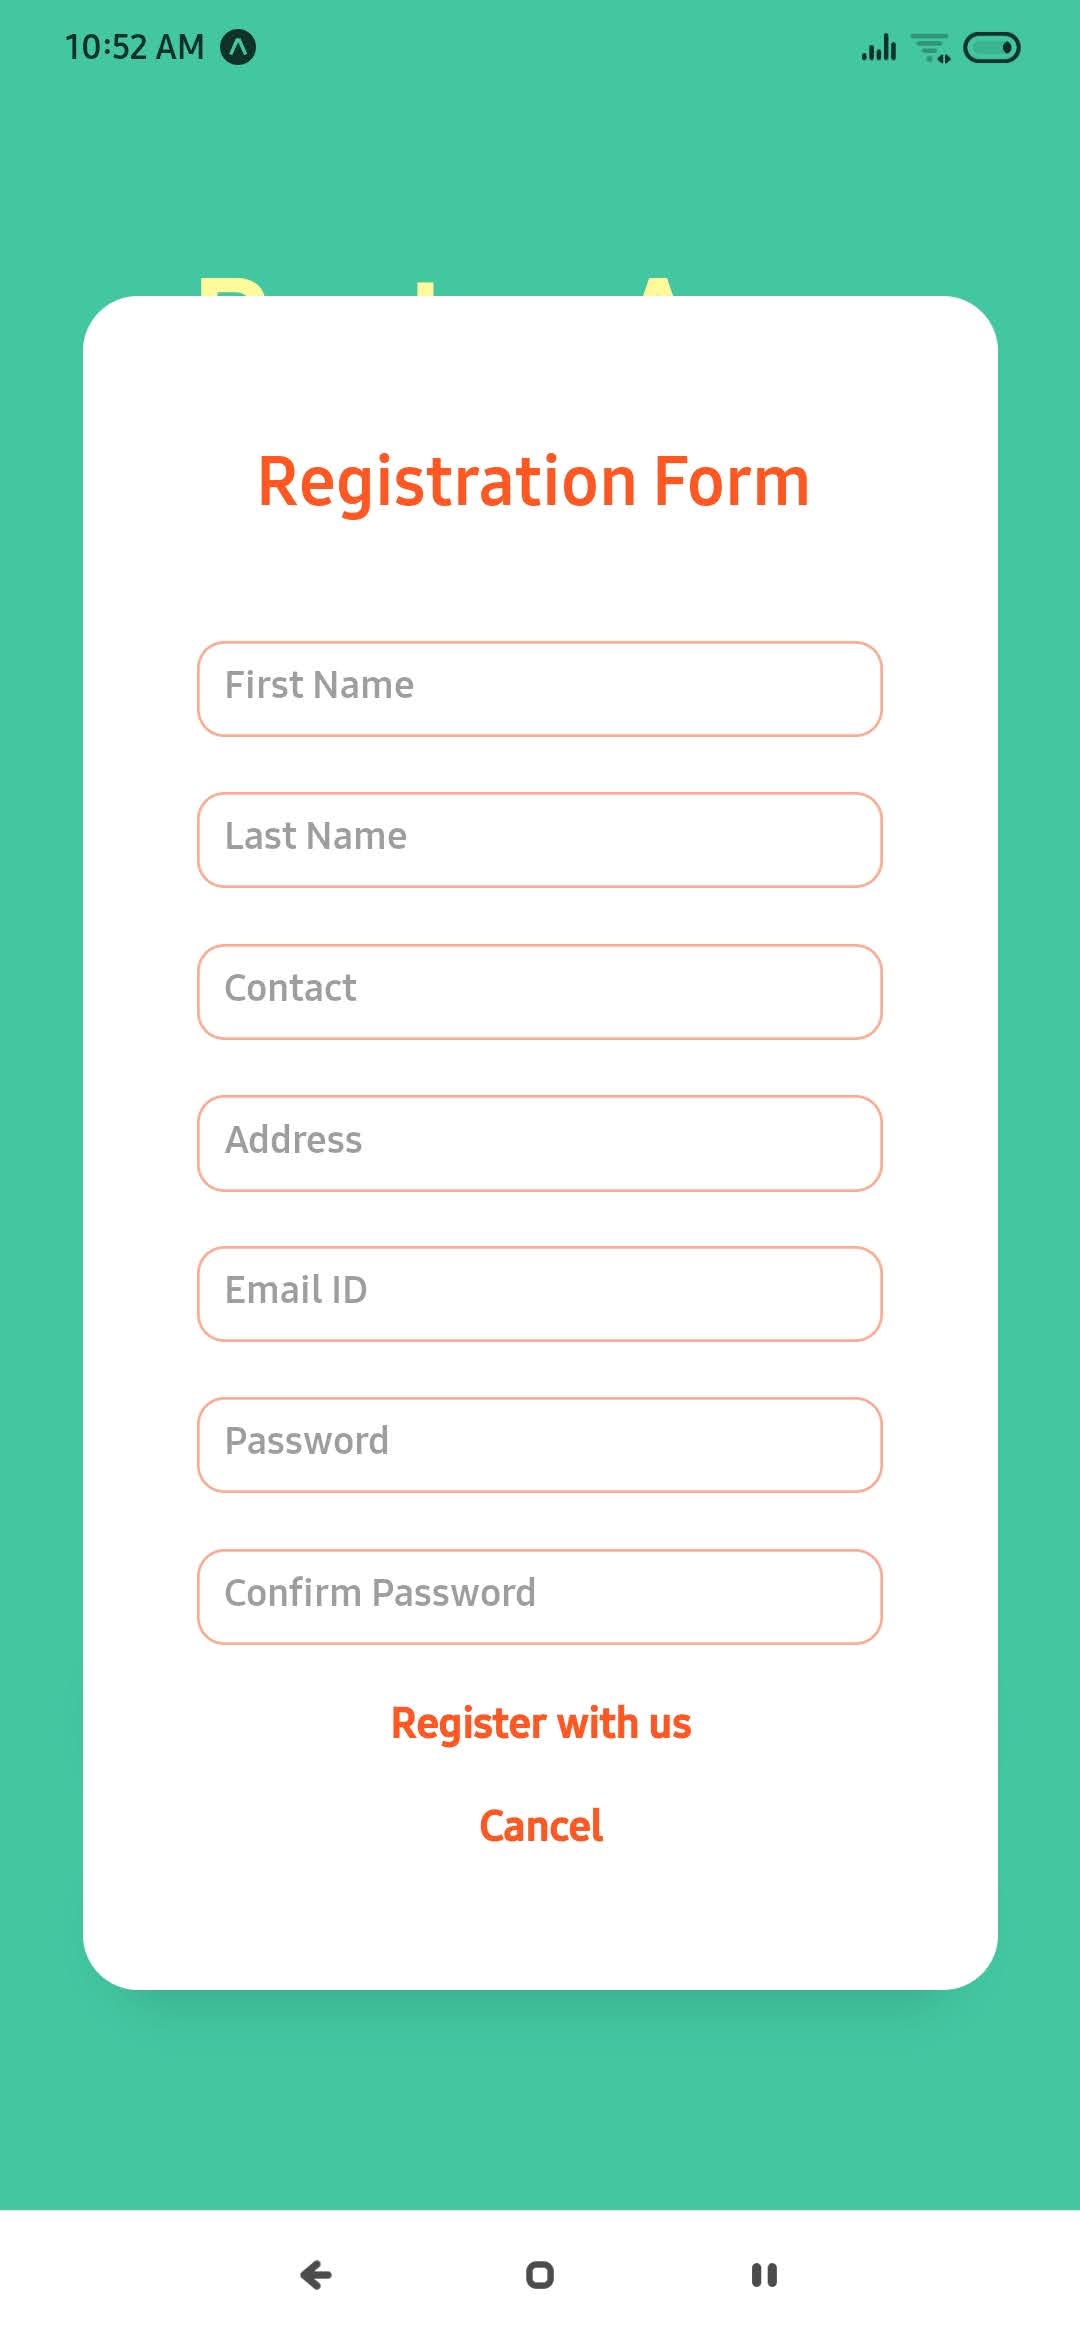 10:52 AM
Registration Form
First Name
Last Name
Contact
Address
Email ID
Password
Confirm Password
Register with us
Cancel